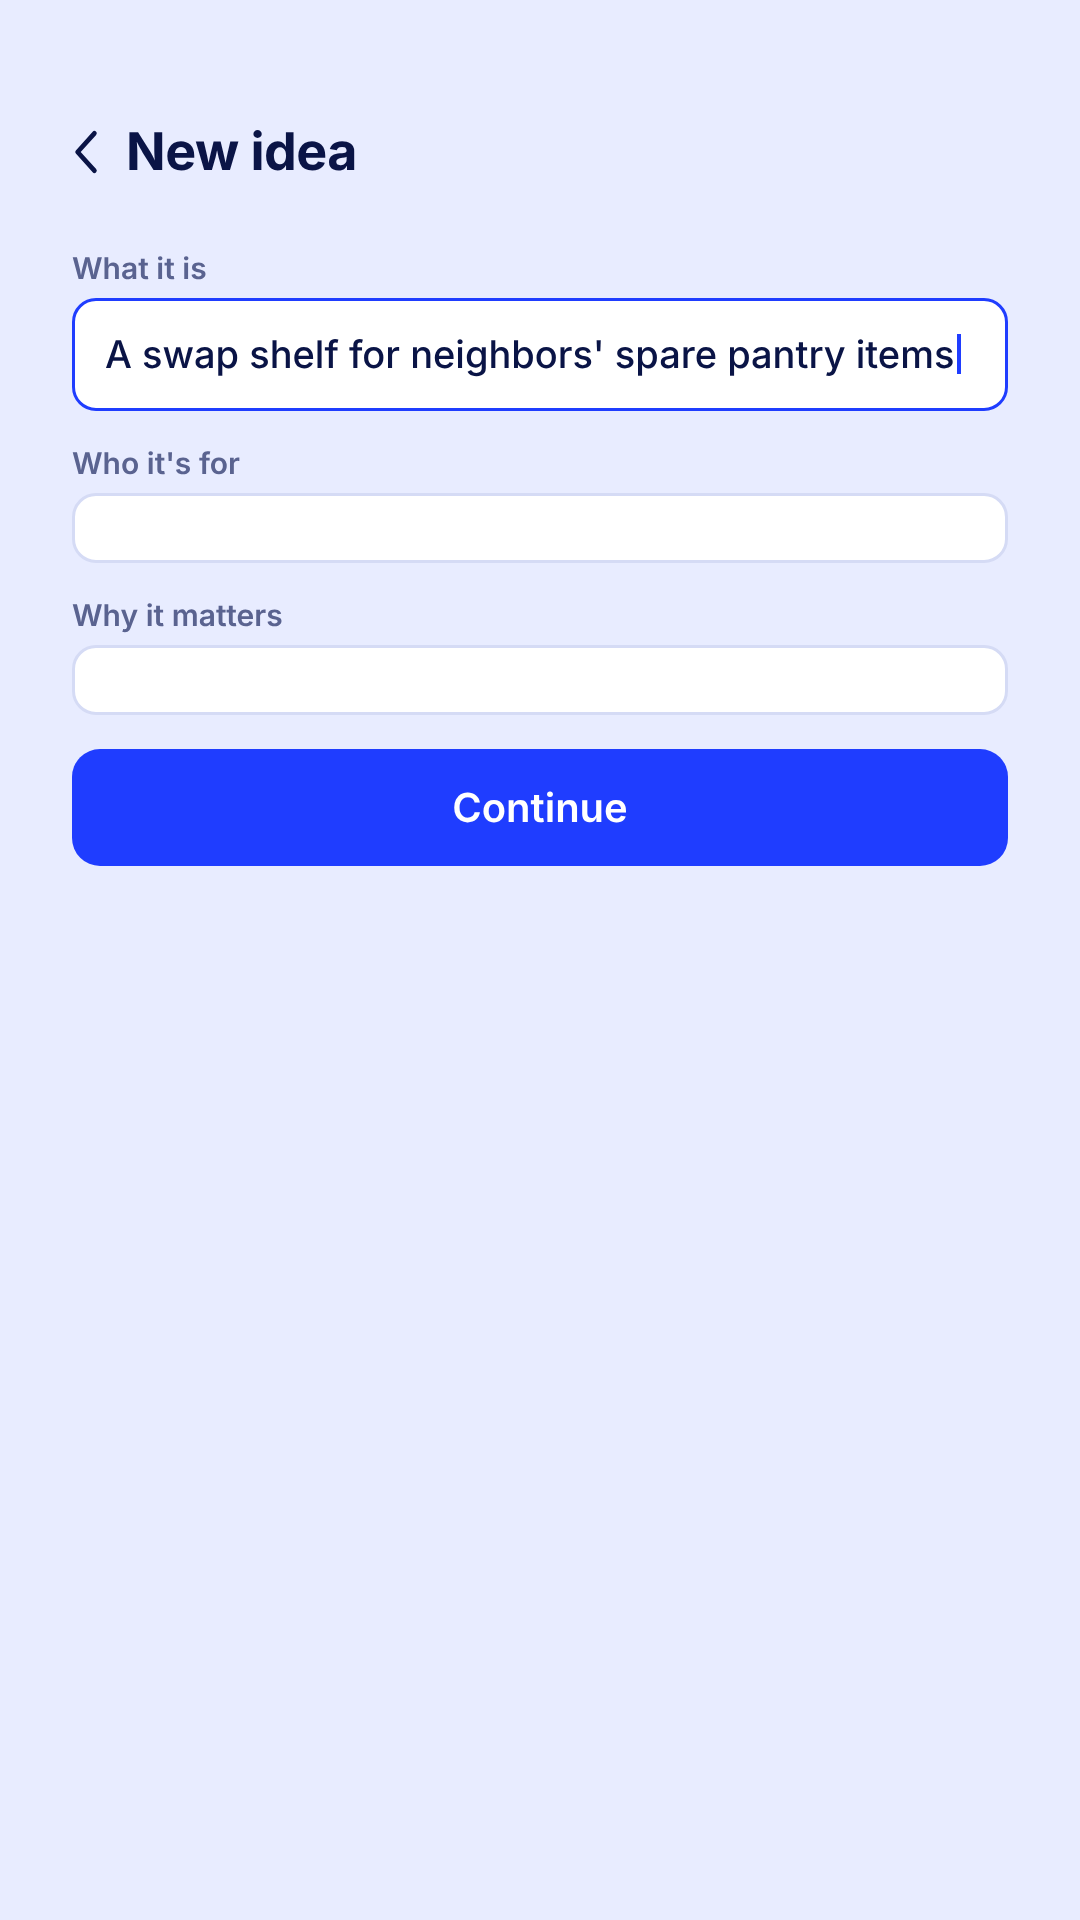 New idea
What it is
A swap shelf for neighbors' spare pantry items
Who it's for
Why it matters
Continue